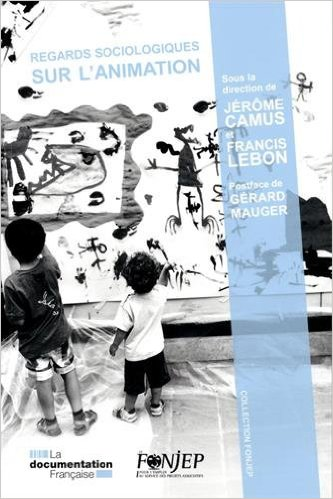 REGARDS SOCIOLOGIQUES
SUR L'ANIMATION
Sous la
direction de
JÉRÔME
CAMUS
et
FRANCIS
LEBON
Postface de
GÉRARD
MAUGER
COLLECTION FONJEP
La
documentation
Française
FONJEP